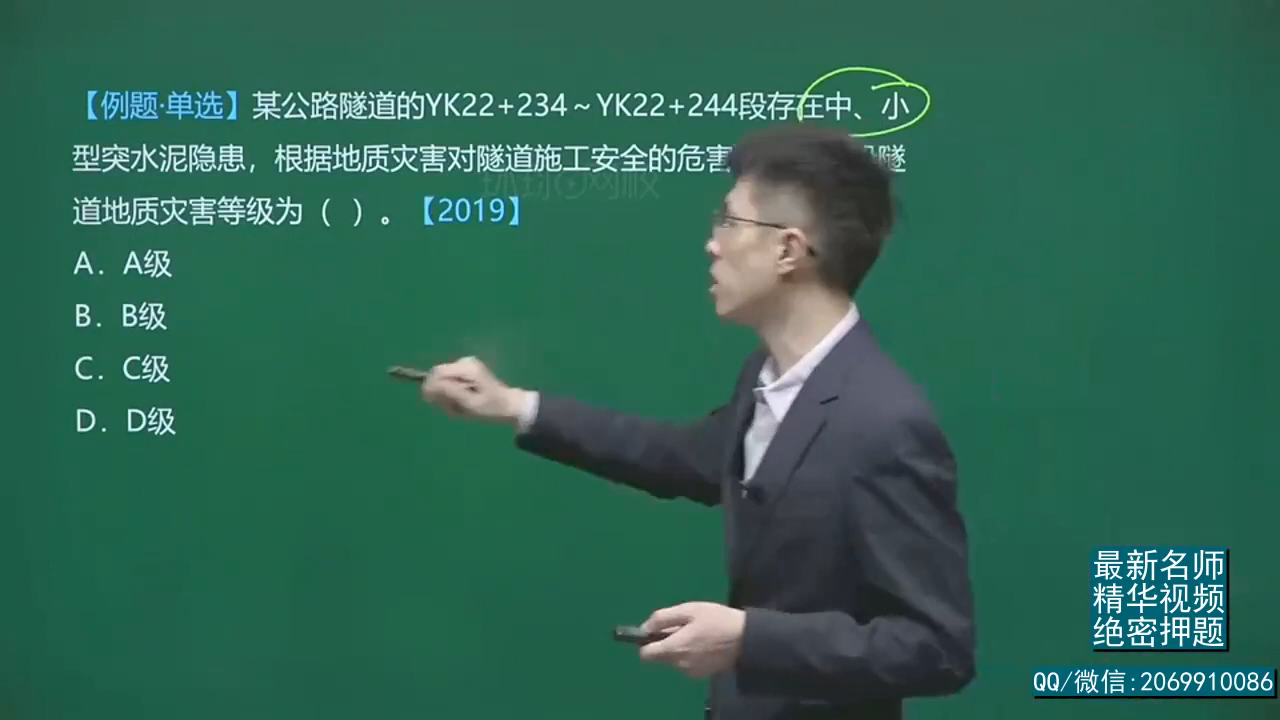 【例题·单选】某公路隧道的YK22+234～YK22+244段存在中、小
型突水泥隐患，根据地质灾害对隧道施工安全的危害
隧
道地质灾害等级为（ ）。【2019】
A．A级
B．B级
C．C级
D．D级
最新名师
精华视频
绝密押题
QQ/微信:2069910086